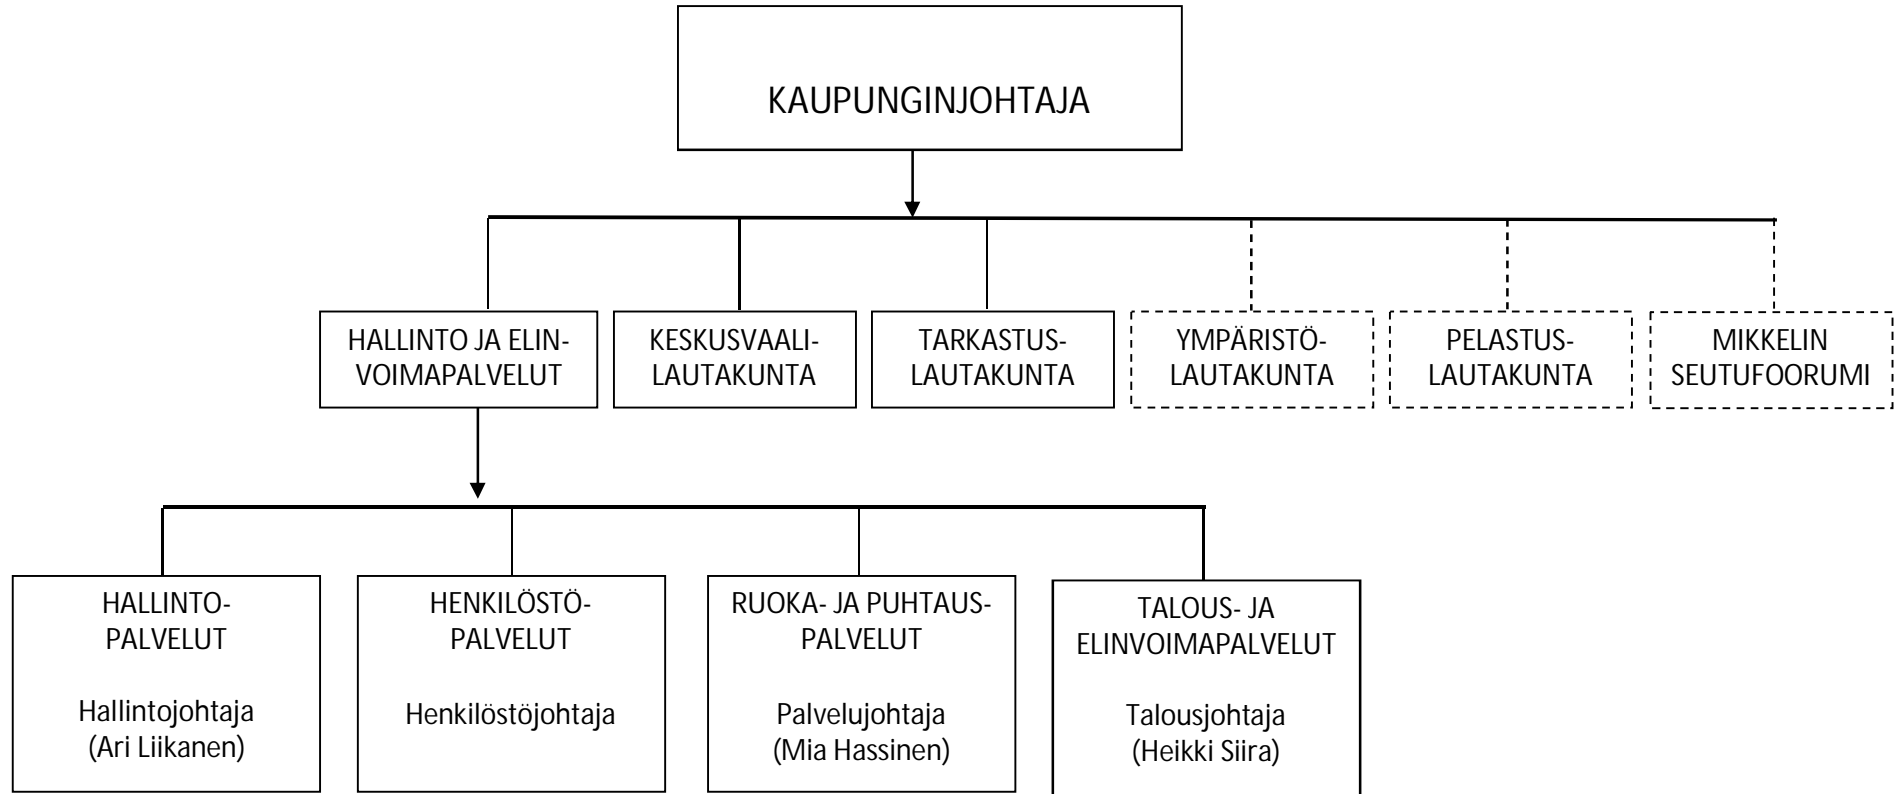 KAUPUNGINJOHTAJA
HALLINTO JA ELIN-
VOIMAPALVELUT
KESKUSVAALI-
LAUTAKUNTA
TARKASTUS-
LAUTAKUNTA
YMPÄRISTÖ-
LAUTAKUNTA
PELASTUS-
LAUTAKUNTA
MIKKELIN
SEUTUFOORUMI
HALLINTO-
PALVELUT
Hallintojohtaja
(Ari Liikanen)
HENKILÖSTÖ-
PALVELUT
Henkilöstöjohtaja
RUOKA- JA PUHTAUS-
PALVELUT
Palvelujohtaja
(Mia Hassinen)
TALOUS- JA
ELINVOIMAPALVELUT
Talousjohtaja
(Heikki Siira)